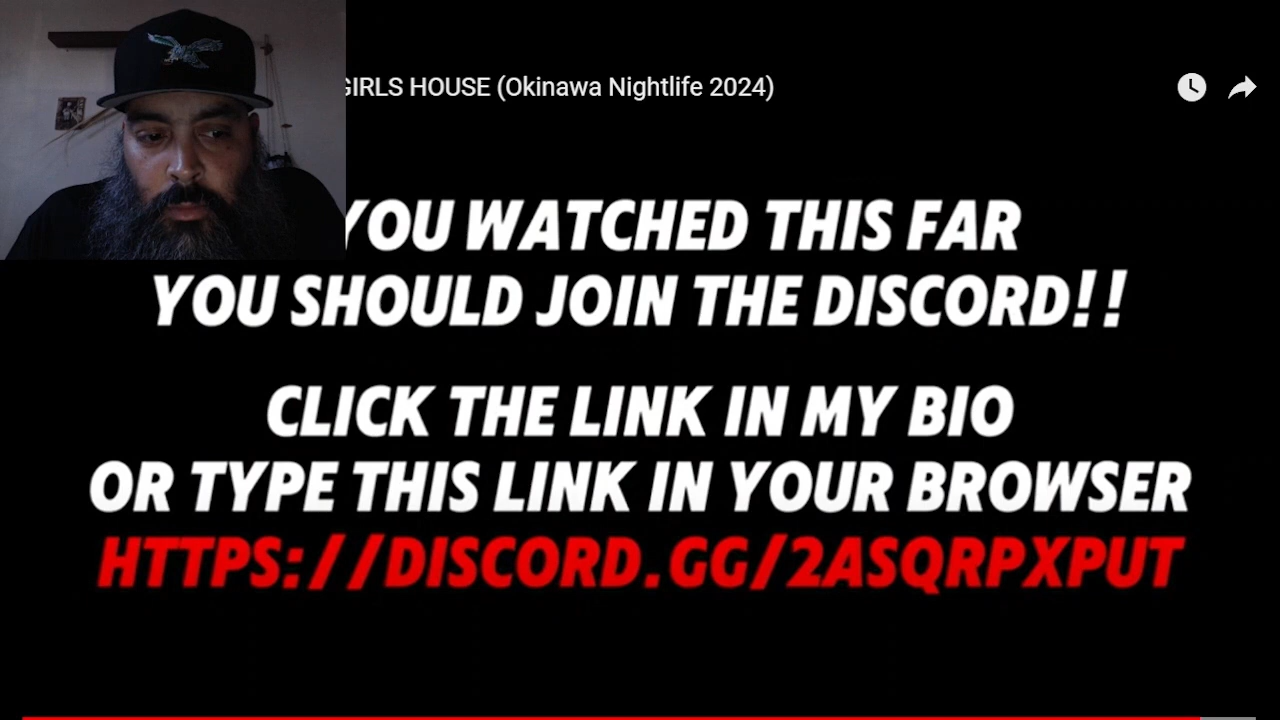 GIRLS HOUSE (Okinawa Nightlife 2024)
YOU WATCHED THIS FAR
YOU SHOULD JOIN THE DISCORD!!
CLICK THE LINK IN MY BIO
OR TYPE THIS LINK IN YOUR BROWSER
HTTPS://DISCORD.GG/2ASQRPXPUT